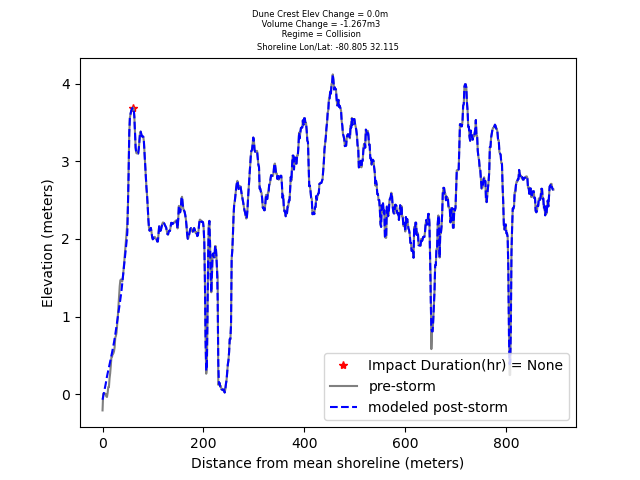 Dune Crest Elev Change = 0.0m
Volume Change = -1.267m3
Regime = Collision
Shoreline Lon/Lat: -80.805 32.115
4
3
2
1
0
Elevation (meters)
Impact Duration(hr) = None
pre-storm
modeled post-storm
0 200 400 600 800
Distance from mean shoreline (meters)